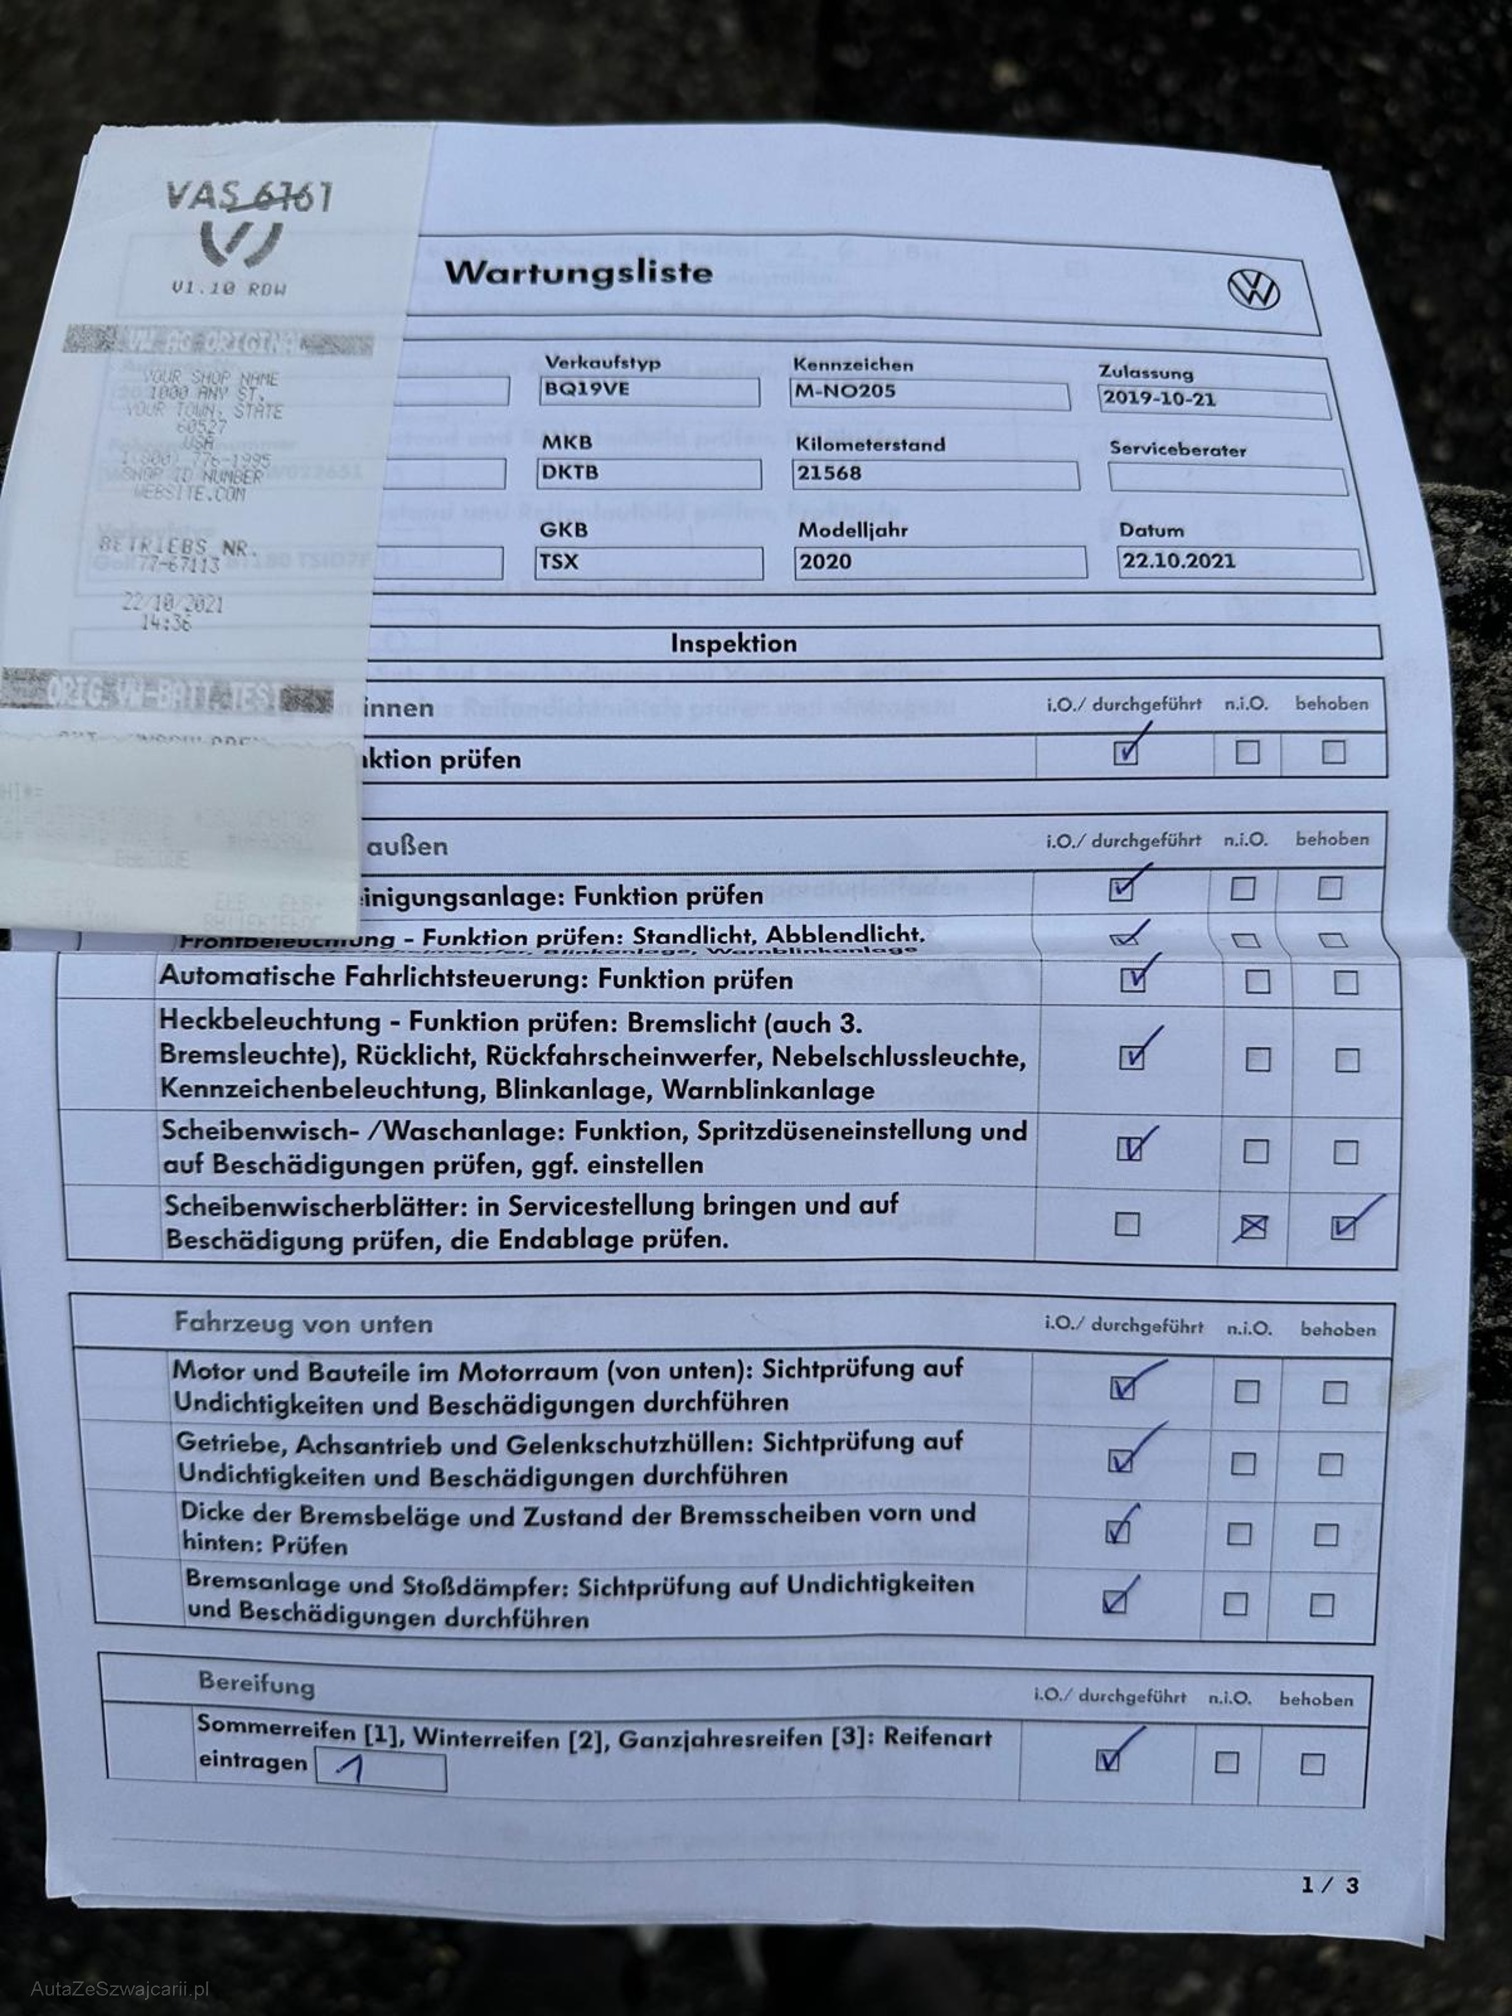 VAS 6161
V1.10 ROW
VW-AG ORIGINAL
YOUR SHOP NAME
1000 ANY ST.
YOUR TOWN, STATE
60527
USA
WSHOP ID NUMBER
WEBSITE.COM
BETRIEBS NR.
77-67113
22/10/2021
14:36
ORIG.VW-BATT.TEST
Wartungsliste
Verkaufstyp Kennzeichen Zulassung
BQ19VE M-NO205 2019-10-21
MKB Kilometerstand Serviceberater
DKTB 21568
GKB Modelljahr Datum
TSX 2020 22.10.2021
Inspektion
innen i.O./ durchgeführt n.i.O. behoben
ktion prüfen
außen i.O./ durchgeführt n.i.O. behoben
inigungsanlage: Funktion prüfen
Frontbeleuchtung - Funktion prüfen: Standlicht, Abblendlicht,
Blinkanlage, Warnblinkanlage
Automatische Fahrlichtsteuerung: Funktion prüfen
Heckbeleuchtung - Funktion prüfen: Bremslicht (auch 3.
Bremsleuchte), Rücklicht, Rückfahrscheinwerfer, Nebelschlussleuchte,
Kennzeichenbeleuchtung, Blinkanlage, Warnblinkanlage
Scheibenwisch- /Waschanlage: Funktion, Spritzdüseneinstellung und
auf Beschädigungen prüfen, ggf. einstellen
Scheibenwischerblätter: in Servicestellung bringen und auf
Beschädigung prüfen, die Endablage prüfen.
Fahrzeug von unten i.O./ durchgeführt n.i.O. behoben
Motor und Bauteile im Motorraum (von unten): Sichtprüfung auf
Undichtigkeiten und Beschädigungen durchführen
Getriebe, Achsantrieb und Gelenkschutzhüllen: Sichtprüfung auf
Undichtigkeiten und Beschädigungen durchführen
Dicke der Bremsbeläge und Zustand der Bremsscheiben vorn und
hinten: Prüfen
Bremsanlage und Stoßdämpfer: Sichtprüfung auf Undichtigkeiten
und Beschädigungen durchführen
Bereifung i.O./ durchgeführt n.i.O. behoben
Sommerreifen [1], Winterreifen [2], Ganzjahresreifen [3]: Reifenart
eintragen 1
1 / 3
AutaZeSzwajcarii.pl